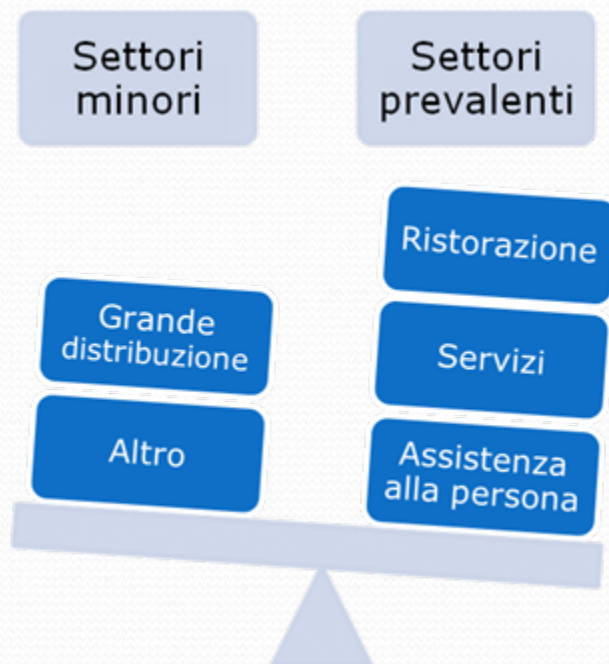 Settori
minori
Settori
prevalenti
Ristorazione
Grande
distribuzione
Servizi
Altro
Assistenza
alla persona